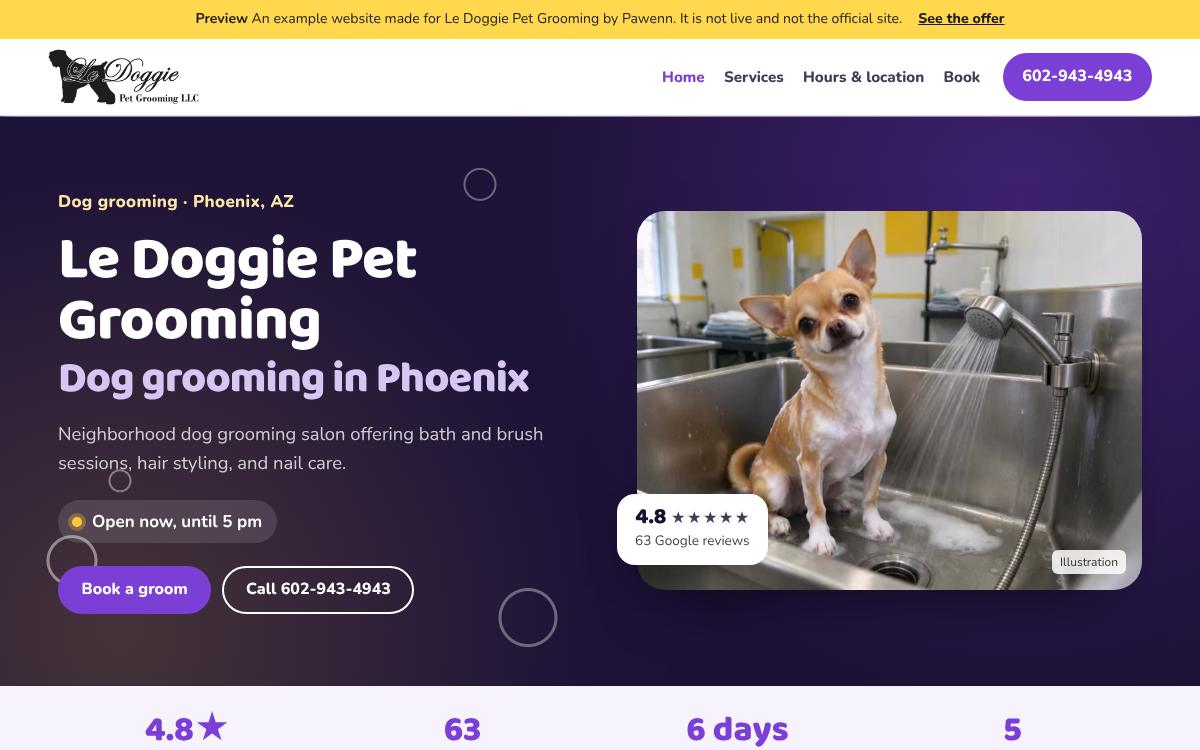 Preview An example website made for Le Doggie Pet Grooming by Pawenn. It is not live and not the official site. See the offer
Le Doggie
Pet Grooming LLC
Home Services Hours & location Book 602-943-4943
Dog grooming · Phoenix, AZ
Le Doggie Pet
Grooming
Dog grooming in Phoenix
Neighborhood dog grooming salon offering bath and brush
sessions, hair styling, and nail care.
Open now, until 5 pm
Book a groom Call 602-943-4943
4.8 ★★★★★
63 Google reviews
Illustration
4.8★ 63 6 days 5